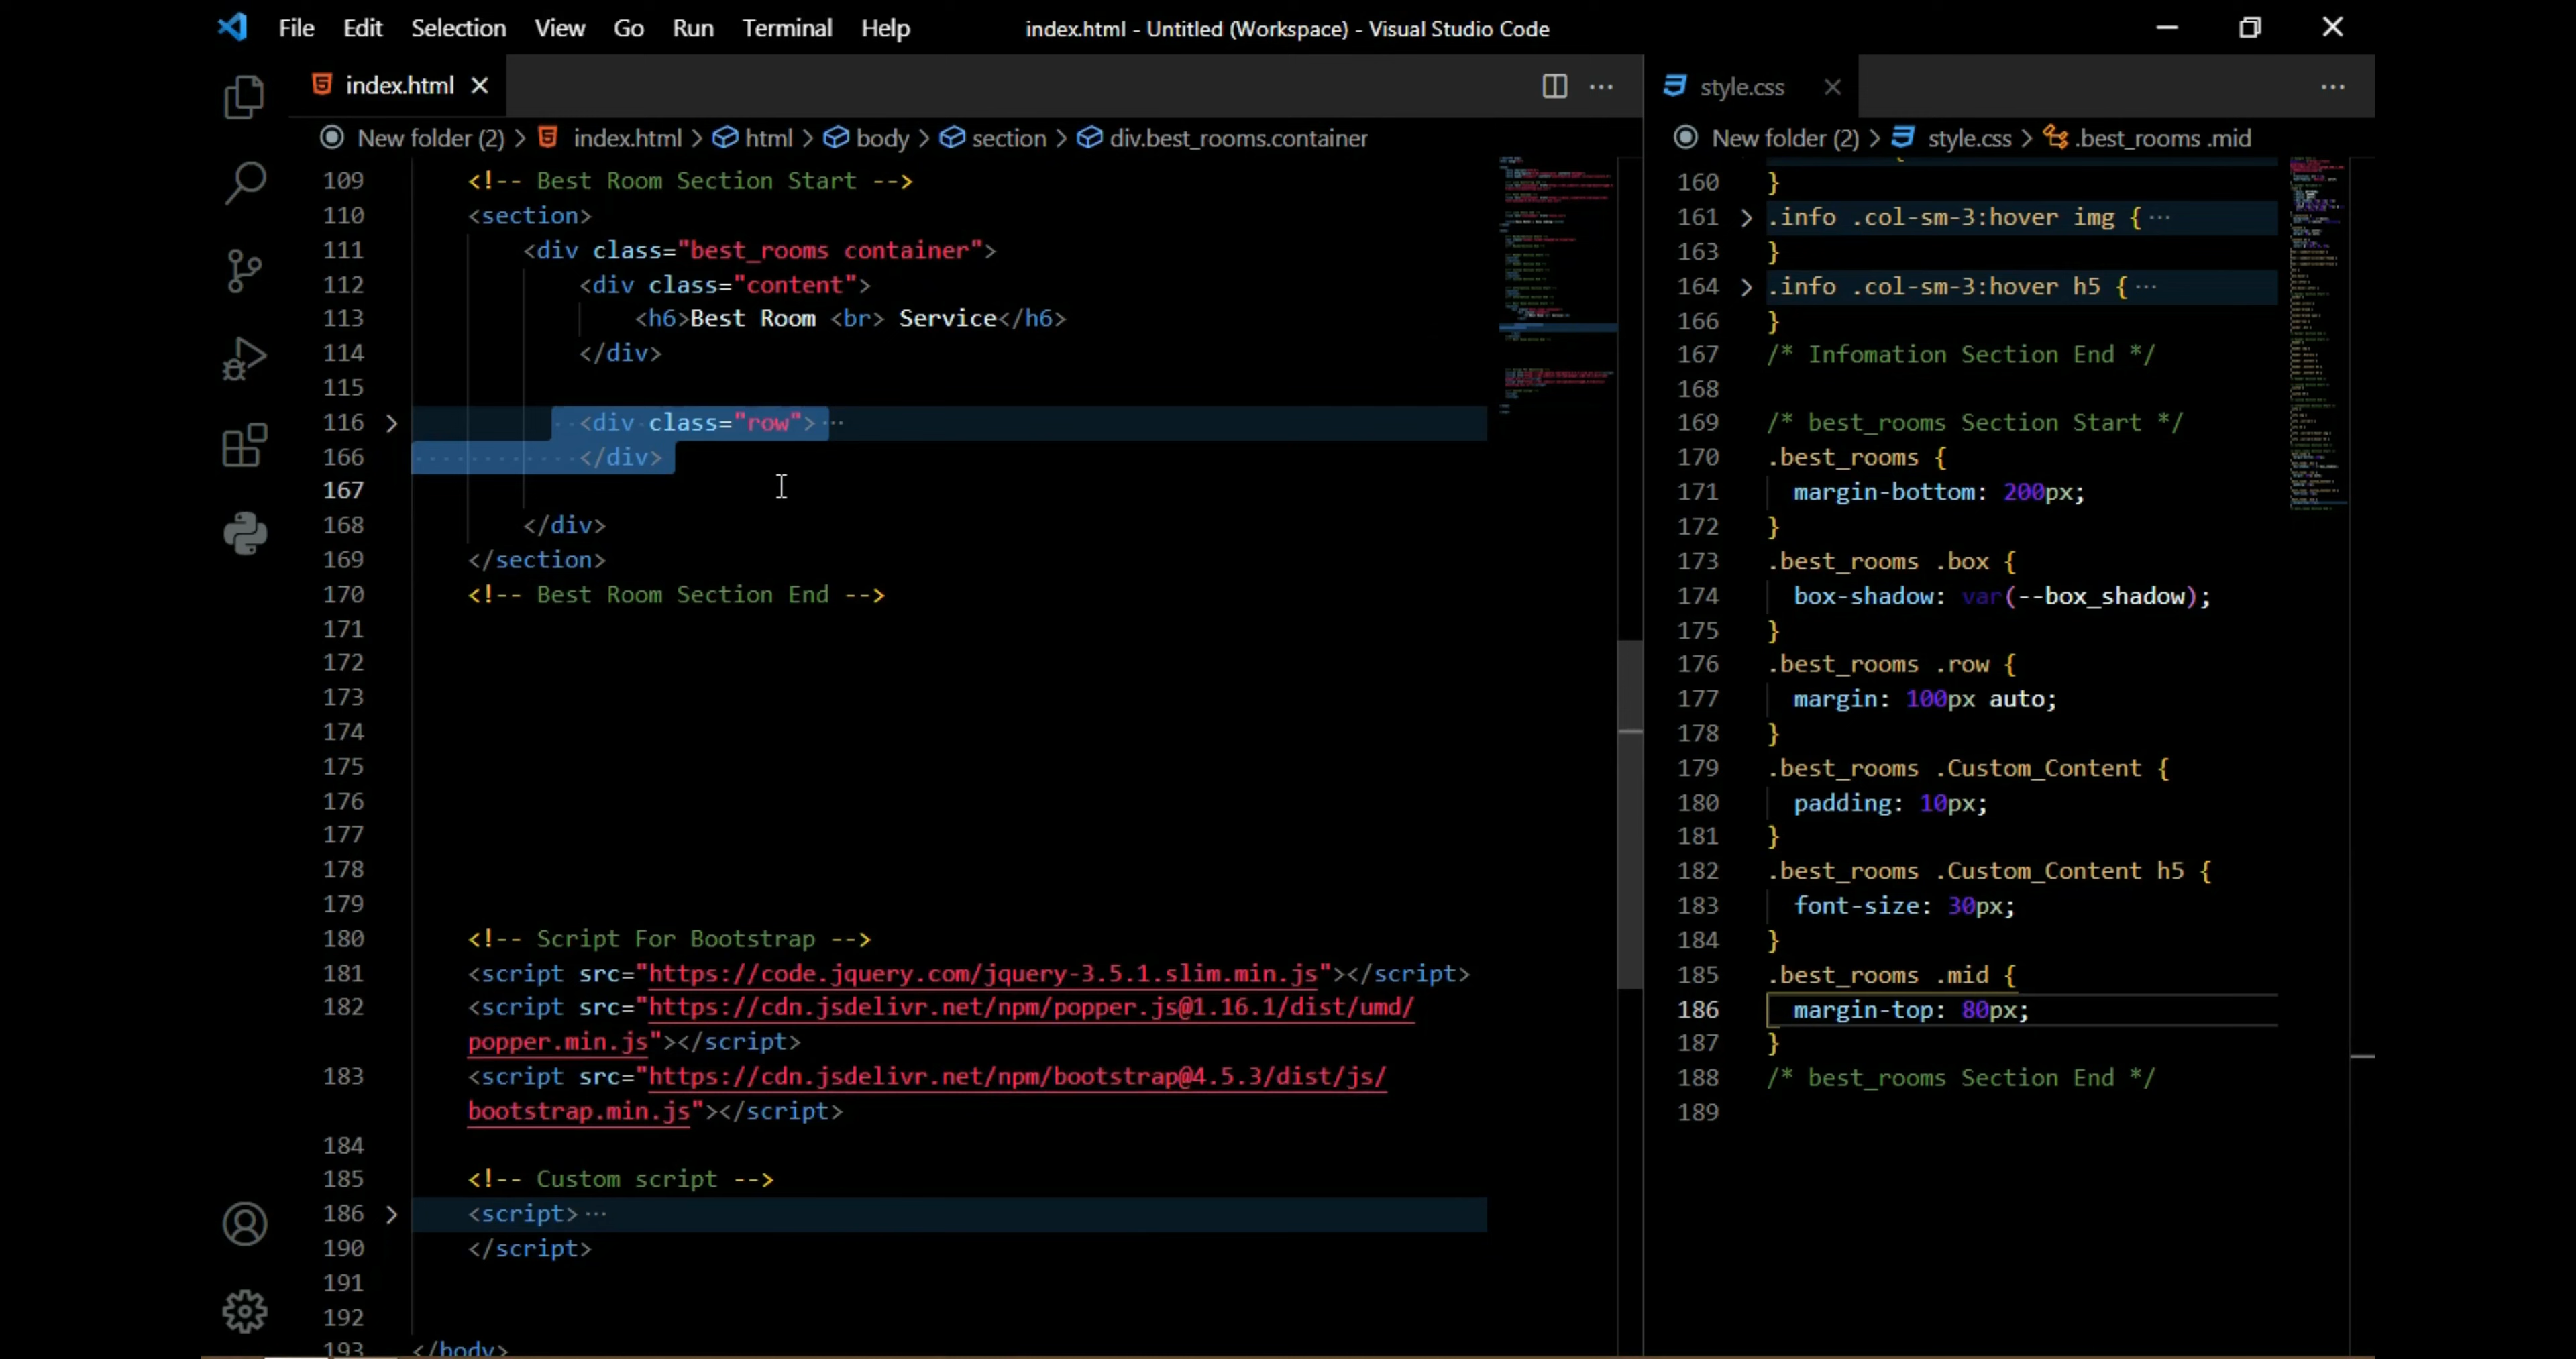 File Edit Selection View Go Run Terminal Help index.html - Untitled (Workspace) - Visual Studio Code
index.html
New folder (2) > index.html > html > body > section > div.best_rooms.container
109 <!-- Best Room Section Start -->
110 <section>
111 <div class="best_rooms container">
112 <div class="content">
113 <h6>Best Room <br> Service</h6>
114 </div>
115
116 <div class="row"> ...
166 </div>
167
168 </div>
169 </section>
170 <!-- Best Room Section End -->
171
172
173
174
175
176
177
178
179
180 <!-- Script For Bootstrap -->
181 <script src="https://code.jquery.com/jquery-3.5.1.slim.min.js"></script>
182 <script src="https://cdn.jsdelivr.net/npm/popper.js@1.16.1/dist/umd/
popper.min.js"></script>
183 <script src="https://cdn.jsdelivr.net/npm/bootstrap@4.5.3/dist/js/
bootstrap.min.js"></script>
184
185 <!-- Custom script -->
186 <script> ...
190 </script>
191
192
193 </body>
style.css
New folder (2) > style.css > .best_rooms .mid
160 }
161 .info .col-sm-3:hover img { ...
163 }
164 .info .col-sm-3:hover h5 { ...
166 }
167 /* Infomation Section End */
168
169 /* best_rooms Section Start */
170 .best_rooms {
171 margin-bottom: 200px;
172 }
173 .best_rooms .box {
174 box-shadow: var(--box_shadow);
175 }
176 .best_rooms .row {
177 margin: 100px auto;
178 }
179 .best_rooms .Custom_Content {
180 padding: 10px;
181 }
182 .best_rooms .Custom_Content h5 {
183 font-size: 30px;
184 }
185 .best_rooms .mid {
186 margin-top: 80px;
187 }
188 /* best_rooms Section End */
189